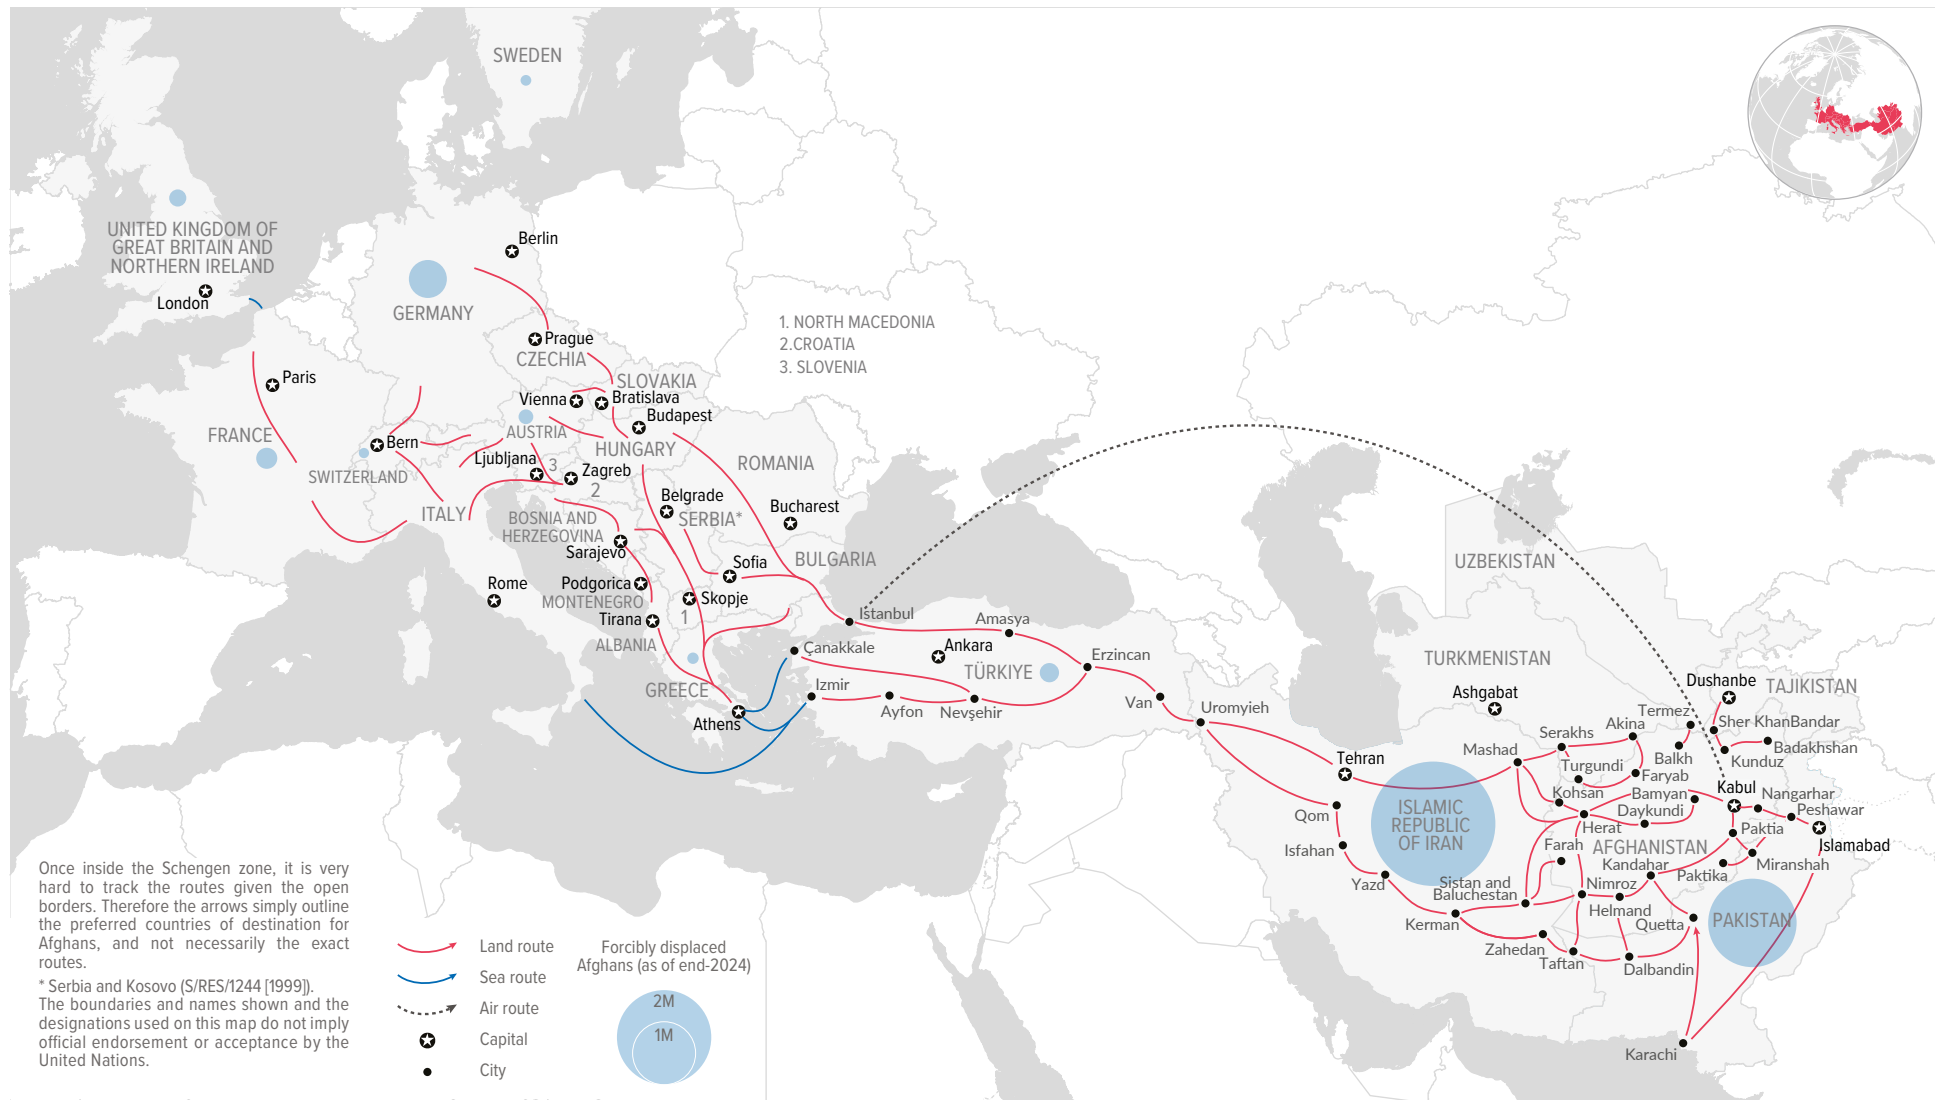 SWEDEN
UNITED KINGDOM OF
GREAT BRITAIN AND
NORTHERN IRELAND
London
Berlin
GERMANY
1. NORTH MACEDONIA
2.CROATIA
3. SLOVENIA
Prague
CZECHIA
Paris
SLOVAKIA
Vienna
Bratislava
Budapest
FRANCE
Bern
AUSTRIA
HUNGARY
SWITZERLAND
Ljubljana
3
Zagreb
2
ROMANIA
ITALY
Belgrade
SERBIA*
Bucharest
BOSNIA AND
HERZEGOVINA
Sarajevo
BULGARIA
Sofia
Rome
Podgorica
MONTENEGRO
Skopje
Tirana
1
ALBANIA
Istanbul
Amasya
Çanakkale
Ankara
Erzincan
TÜRKIYE
GREECE
Izmir
Athens
Ayfon
Nevşehir
Van
Uromyieh
UZBEKISTAN
TURKMENISTAN
Ashgabat
Dushanbe
TAJIKISTAN
Termez
Sher KhanBandar
Akina
Serakhs
Mashad
Tehran
Turgundi
Balkh
Badakhshan
Kunduz
Faryab
Kohsan
Bamyan
Kabul
Nangarhar
Peshawar
Daykundi
Herat
ISLAMIC
REPUBLIC
OF IRAN
Qom
Paktia
Islamabad
Isfahan
Farah
AFGHANISTAN
Kandahar
Paktika
Miranshah
Yazd
Sistan and
Baluchestan
Nimroz
Helmand
Kerman
Quetta
PAKISTAN
Zahedan
Taftan
Dalbandin
Karachi
Once inside the Schengen zone, it is very
hard to track the routes given the open
borders. Therefore the arrows simply outline
the preferred countries of destination for
Afghans, and not necessarily the exact
routes.
* Serbia and Kosovo (S/RES/1244 [1999]).
The boundaries and names shown and the
designations used on this map do not imply
official endorsement or acceptance by the
United Nations.
Land route
Sea route
Air route
Capital
City
Forcibly displaced
Afghans (as of end-2024)
2M
1M